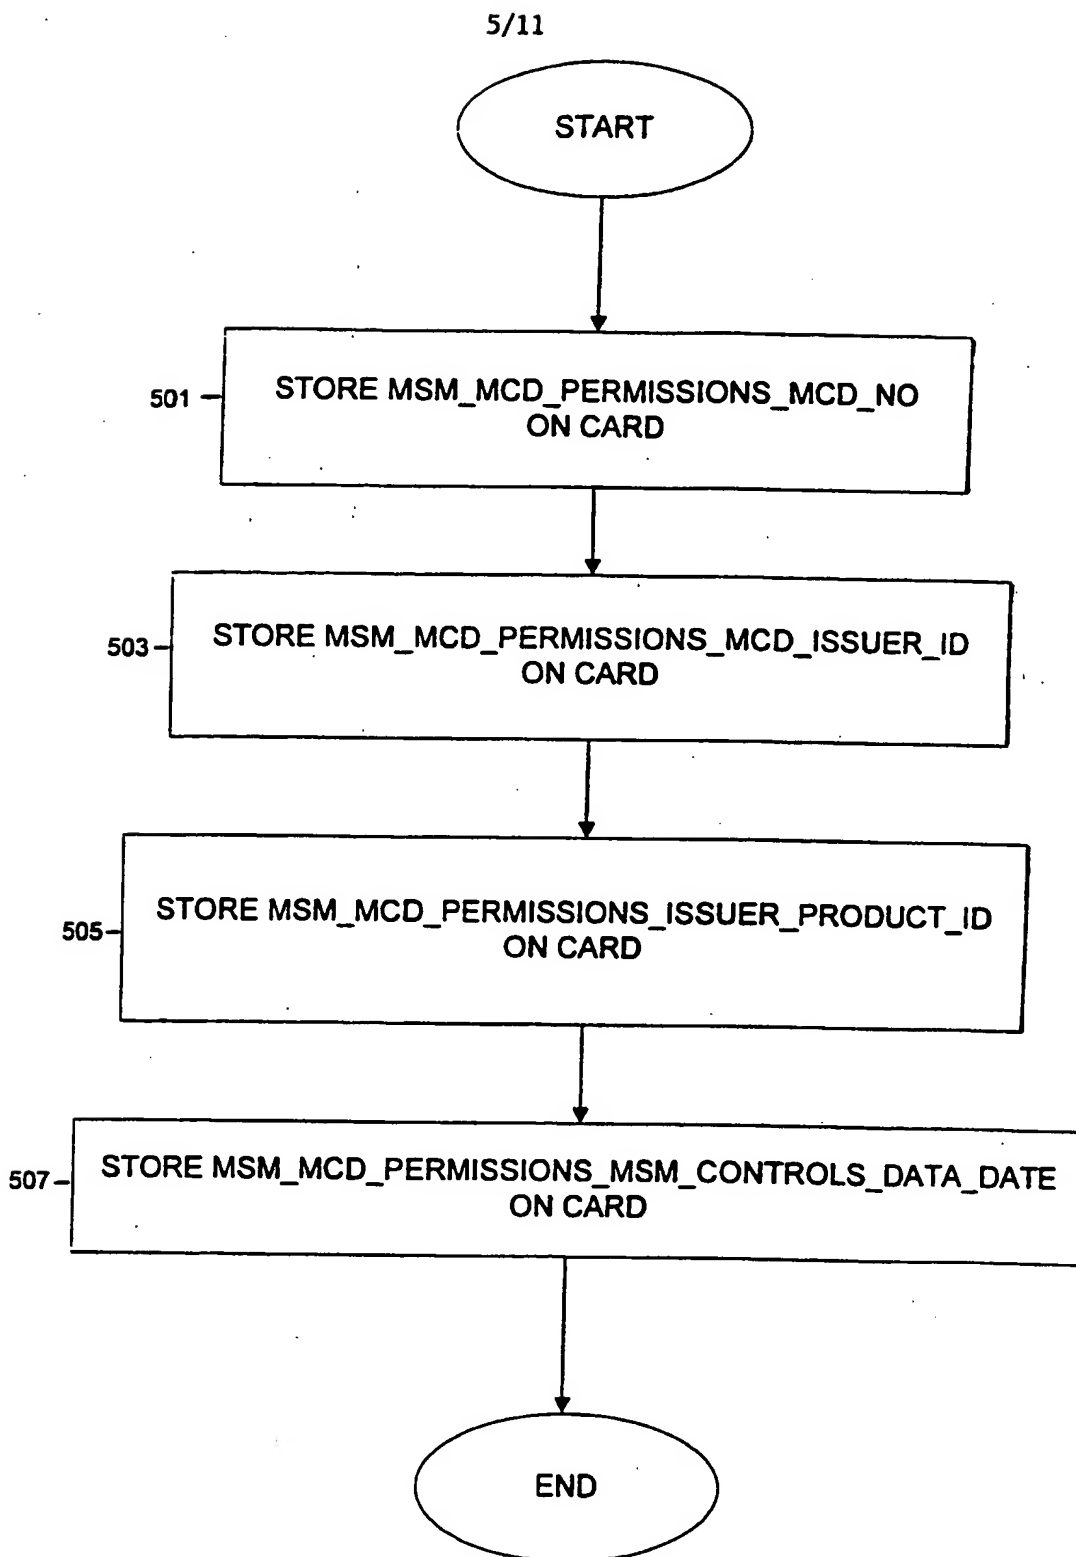 5/11
START
501
STORE MSM_MCD_PERMISSIONS_MCD_NO
ON CARD
503
STORE MSM_MCD_PERMISSIONS_MCD_ISSUER_ID
ON CARD
505
STORE MSM_MCD_PERMISSIONS_ISSUER_PRODUCT_ID
ON CARD
507
STORE MSM_MCD_PERMISSIONS_MSM_CONTROLS_DATA_DATE
ON CARD
END